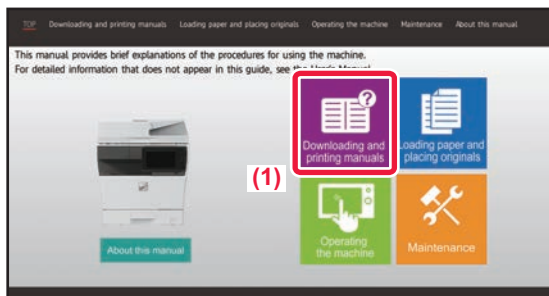 TOP Downloading and printing manuals Loading paper and placing originals Operating the machine Maintenance About this manual
This manual provides brief explanations of the procedures for using the machine.
For detailed information that does not appear in this guide, see the User's Manual.
Downloading and
printing manuals
Loading paper and
placing originals
(1)
Operating
the machine
Maintenance
About this manual